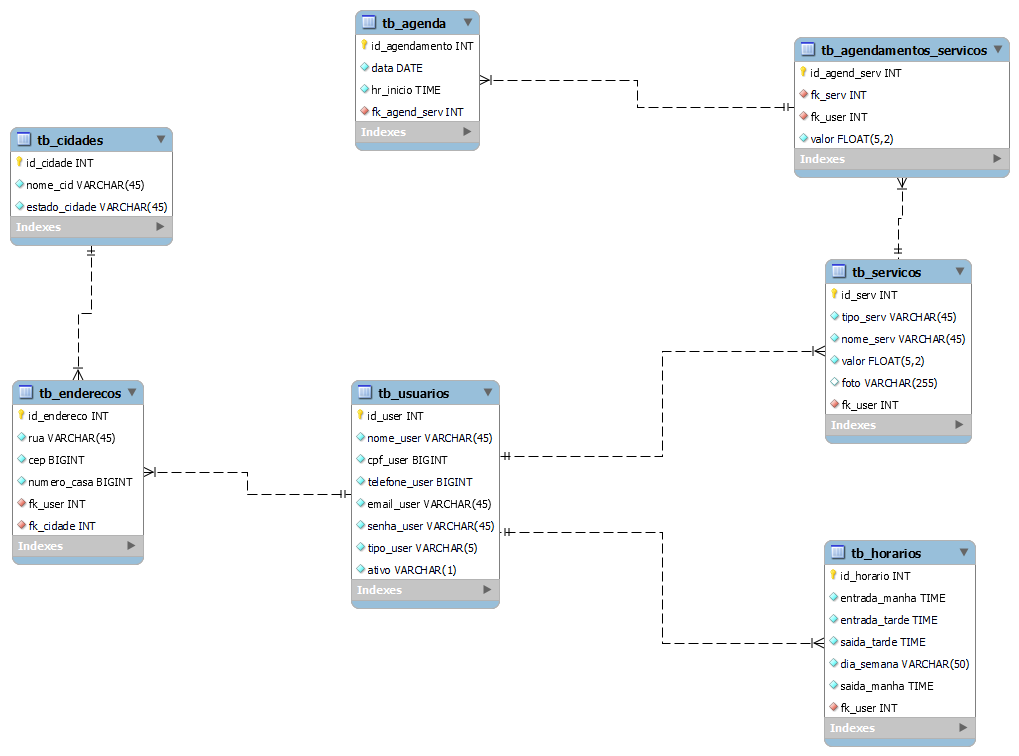 tb_agenda
id_agendamento INT
data DATE
hr_inicio TIME
fk_agend_serv INT
Indexes
tb_agendamentos_servicos
id_agend_serv INT
fk_serv INT
fk_user INT
valor FLOAT(5,2)
Indexes
tb_cidades
id_cidade INT
nome_cid VARCHAR(45)
estado_cidade VARCHAR(45)
Indexes
tb_servicos
id_serv INT
tipo_serv VARCHAR(45)
nome_serv VARCHAR(45)
valor FLOAT(5,2)
foto VARCHAR(255)
fk_user INT
Indexes
tb_enderecos
id_endereco INT
rua VARCHAR(45)
cep BIGINT
numero_casa BIGINT
fk_user INT
fk_cidade INT
Indexes
tb_usuarios
id_user INT
nome_user VARCHAR(45)
cpf_user BIGINT
telefone_user BIGINT
email_user VARCHAR(45)
senha_user VARCHAR(45)
tipo_user VARCHAR(5)
ativo VARCHAR(1)
Indexes
tb_horarios
id_horario INT
entrada_manha TIME
entrada_tarde TIME
saida_tarde TIME
dia_semana VARCHAR(50)
saida_manha TIME
fk_user INT
Indexes